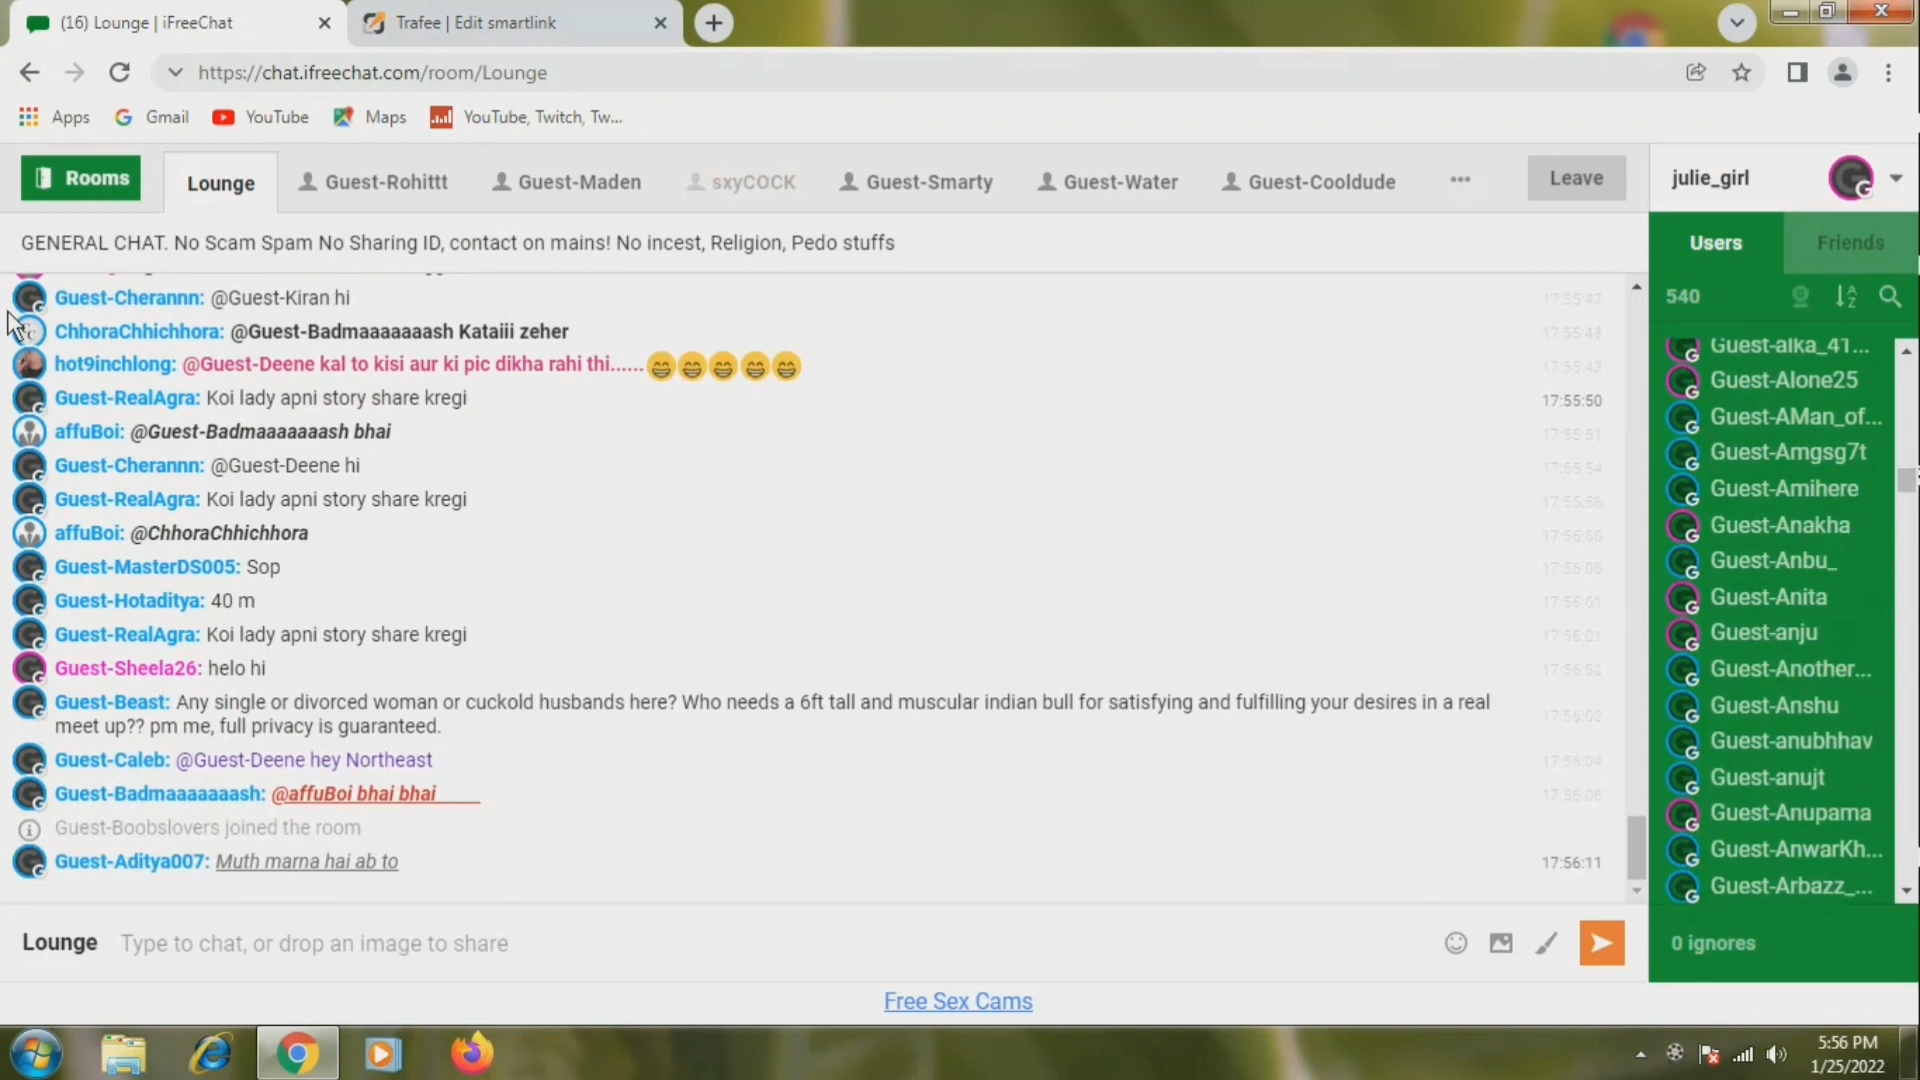 (16) Lounge | iFreeChat
Trafee | Edit smartlink
https://chat.ifreechat.com/room/Lounge
Apps
Gmail
YouTube
Maps
YouTube, Twitch, Tw...
Rooms
Lounge
Guest-Rohittt
Guest-Maden
sxyCOCK
Guest-Smarty
Guest-Water
Guest-Cooldude
Leave
julie_girl
GENERAL CHAT. No Scam Spam No Sharing ID, contact on mains! No incest, Religion, Pedo stuffs
Guest-Cherannn: @Guest-Kiran hi 17:55:47
ChhoraChhichhora: @Guest-Badmaaaaaaash Kataiii zeher 17:55:48
hot9inchlong: @Guest-Deene kal to kisi aur ki pic dikha rahi thi...... 17:55:48
Guest-RealAgra: Koi lady apni story share kregi 17:55:50
affuBoi: @Guest-Badmaaaaaaash bhai 17:55:51
Guest-Cherannn: @Guest-Deene hi 17:55:54
Guest-RealAgra: Koi lady apni story share kregi 17:55:56
affuBoi: @ChhoraChhichhora
Guest-MasterDS005: Sop
Guest-Hotaditya: 40 m
Guest-RealAgra: Koi lady apni story share kregi 17:56:01
Guest-Sheela26: helo hi 17:56:02
Guest-Beast: Any single or divorced woman or cuckold husbands here? Who needs a 6ft tall and muscular indian bull for satisfying and fulfilling your desires in a real 17:56:02
meet up?? pm me, full privacy is guaranteed.
Guest-Caleb: @Guest-Deene hey Northeast 17:56:04
Guest-Badmaaaaaaash: @affuBoi bhai bhai 17:56:06
Guest-Boobslovers joined the room
Guest-Aditya007: Muth marna hai ab to 17:56:11
Lounge
Type to chat, or drop an image to share
Free Sex Cams
Users
Friends
540
Guest-alka_41...
Guest-Alone25
Guest-AMan_of...
Guest-Amgsg7t
Guest-Amihere
Guest-Anakha
Guest-Anbu_
Guest-Anita
Guest-anju
Guest-Another...
Guest-Anshu
Guest-anubhhav
Guest-anujt
Guest-Anupama
Guest-AnwarKh...
Guest-Arbazz_...
0 ignores
5:56 PM
1/25/2022